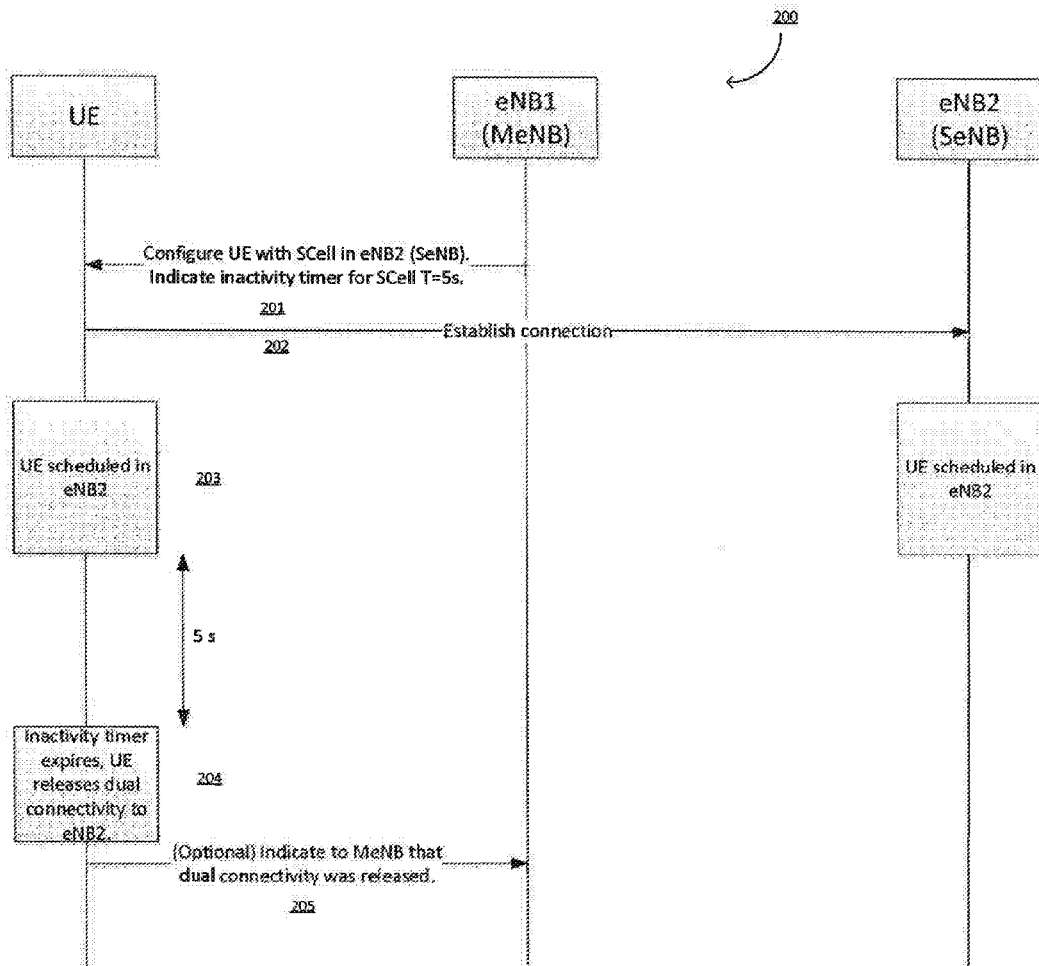 200
UE
eNB1
(MeNB)
eNB2
(SeNB)
Configure UE with SCell in eNB2 (SeNB).
Indicate inactivity timer for SCell T=5s.
201
Establish connection
202
UE scheduled in
eNB2
203
UE scheduled in
eNB2
5 s
Inactivity timer
expires, UE
releases dual
connectivity to
eNB2.
204
(Optional) Indicate to MeNB that
dual connectivity was released.
205